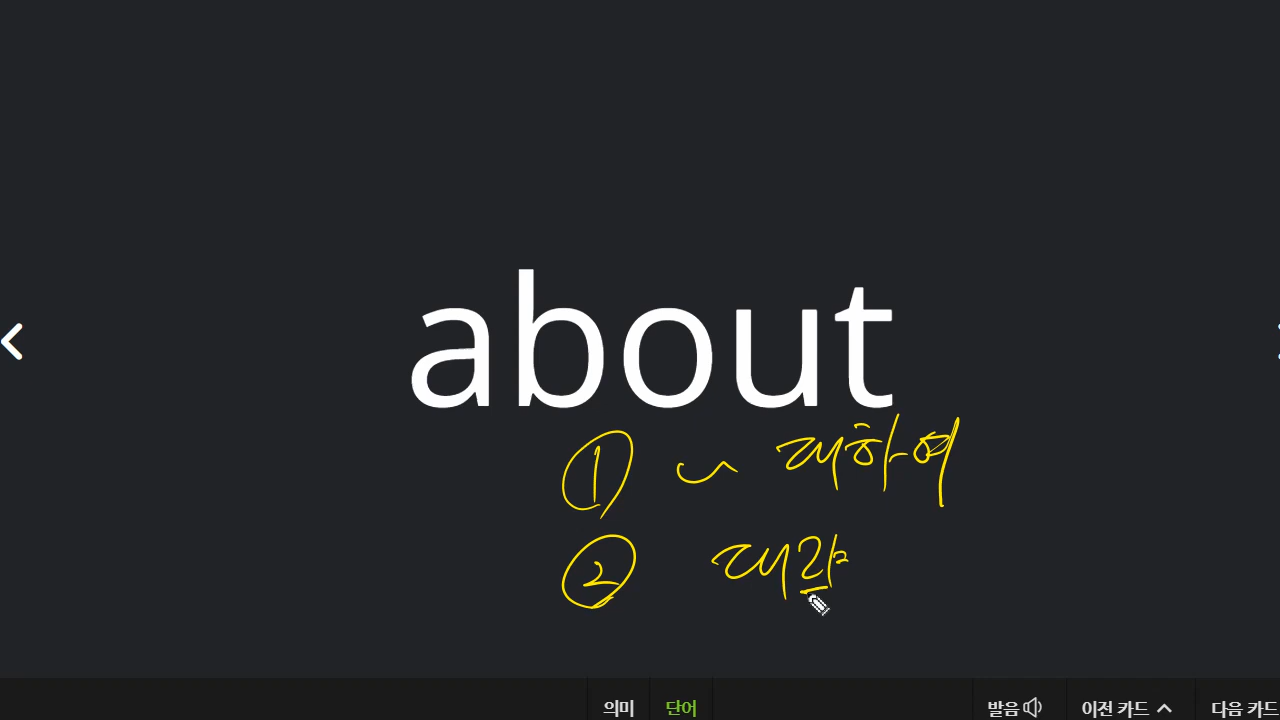 about
① ~ 대하여
② 대략
의미 단어 발음 이전 카드 다음 카드